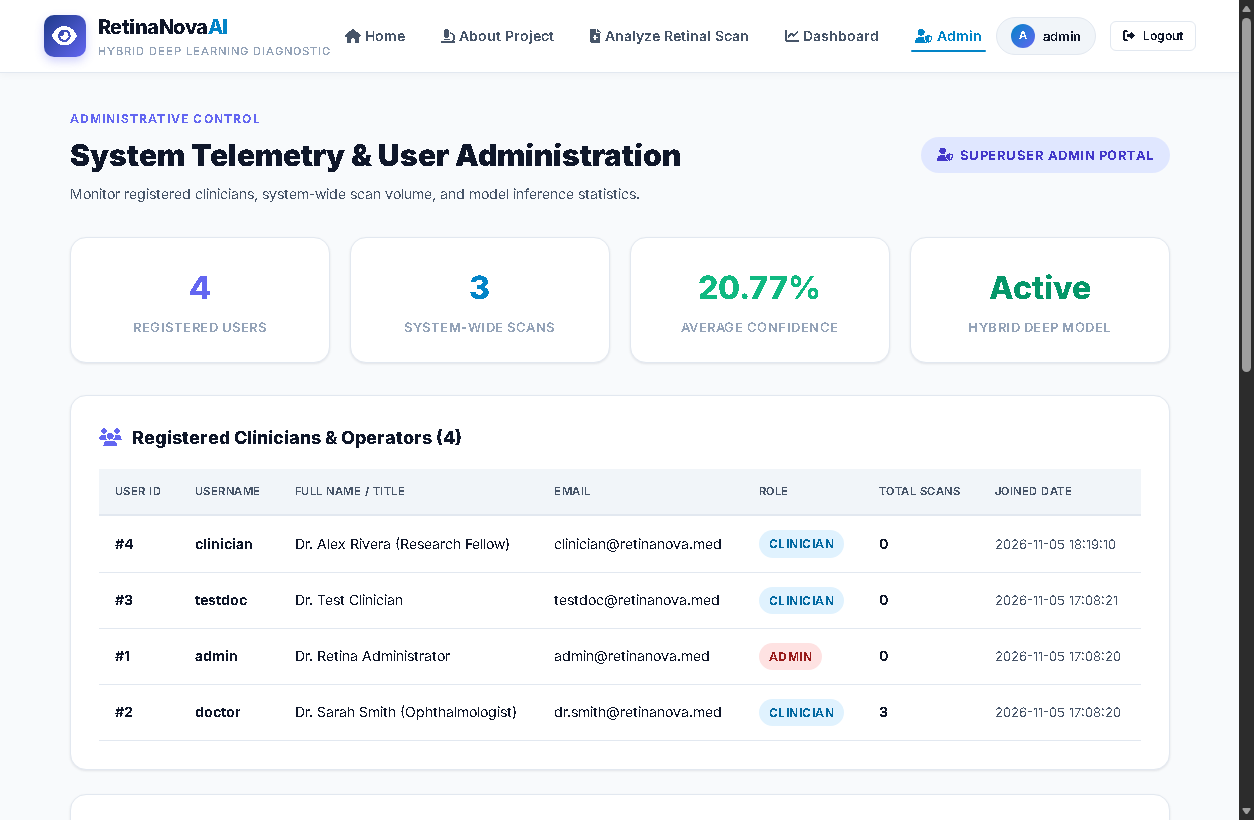 RetinaNovaAI
HYBRID DEEP LEARNING DIAGNOSTIC
Home
About Project
Analyze Retinal Scan
Dashboard
Admin
A
admin
Logout
ADMINISTRATIVE CONTROL
System Telemetry & User Administration
SUPERUSER ADMIN PORTAL
Monitor registered clinicians, system-wide scan volume, and model inference statistics.
4
REGISTERED USERS
3
SYSTEM-WIDE SCANS
20.77%
AVERAGE CONFIDENCE
Active
HYBRID DEEP MODEL
Registered Clinicians & Operators (4)
USER ID USERNAME FULL NAME / TITLE EMAIL ROLE TOTAL SCANS JOINED DATE
#4 clinician Dr. Alex Rivera (Research Fellow) clinician@retinanova.med CLINICIAN 0 2026-11-05 18:19:10
#3 testdoc Dr. Test Clinician testdoc@retinanova.med CLINICIAN 0 2026-11-05 17:08:21
#1 admin Dr. Retina Administrator admin@retinanova.med ADMIN 0 2026-11-05 17:08:20
#2 doctor Dr. Sarah Smith (Ophthalmologist) dr.smith@retinanova.med CLINICIAN 3 2026-11-05 17:08:20